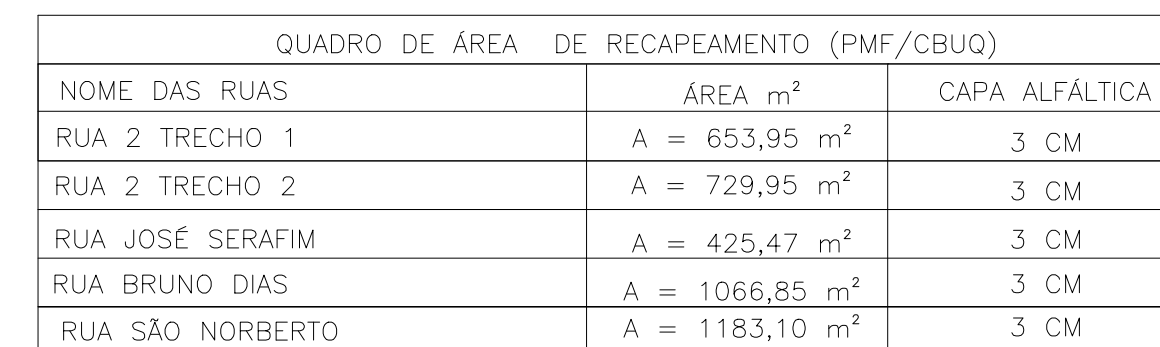 QUADRO DE ÁREA DE RECAPEAMENTO (PMF/CBUQ)
NOME DAS RUAS ÁREA m² CAPA ALFÁLTICA
RUA 2 TRECHO 1 A = 653,95 m² 3 CM
RUA 2 TRECHO 2 A = 729,95 m² 3 CM
RUA JOSÉ SERAFIM A = 425,47 m² 3 CM
RUA BRUNO DIAS A = 1066,85 m² 3 CM
RUA SÃO NORBERTO A = 1183,10 m² 3 CM